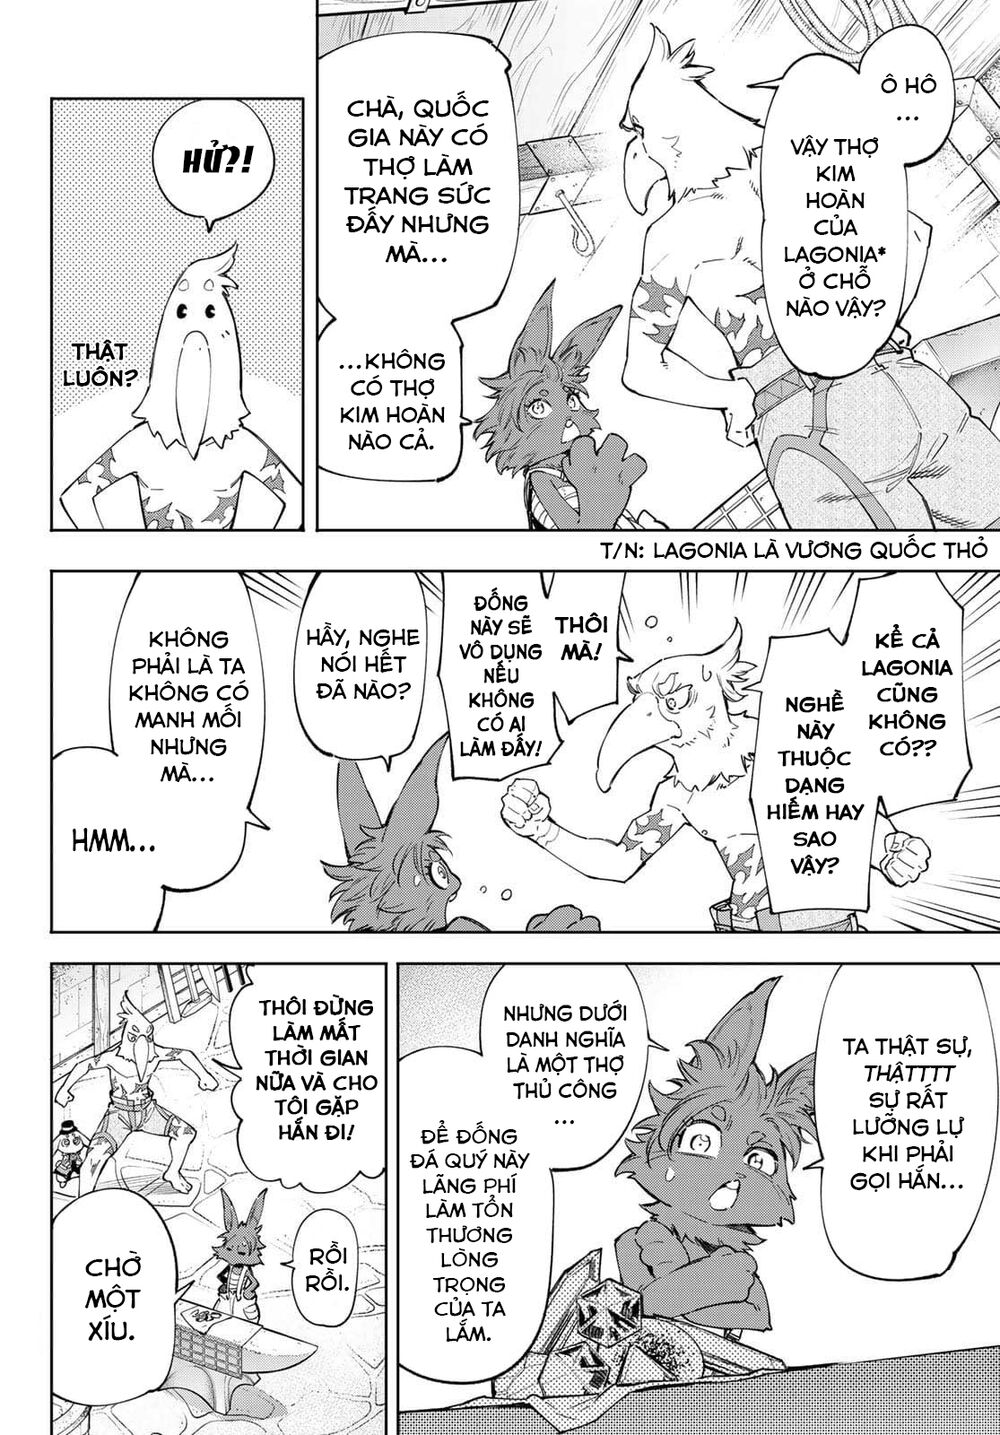 Ô HÔ
...
VẬY THỢ
KIM
HOÀN
CỦA
LAGONIA*
Ở CHỖ
NÀO VẬY?
CHÀ, QUỐC
GIA NÀY CÓ
THỢ LÀM
TRANG SỨC
ĐẤY NHƯNG
MÀ...
...KHÔNG
CÓ THỢ
KIM HOÀN
NÀO CẢ.
HỬ?!
THẬT
LUÔN?
T/N: LAGONIA LÀ VƯƠNG QUỐC THỎ
KỂ CẢ
LAGONIA
CŨNG
KHÔNG
CÓ??
NGHỀ
NÀY
THUỘC
DẠNG
HIẾM HAY
SAO
VẬY?
THÔI
MÀ!
ĐỐNG
NÀY SẼ
VÔ DỤNG
NẾU
KHÔNG
CÓ AI
LÀM ĐẤY!
HẦY, NGHE
NÓI HẾT
ĐÃ NÀO?
KHÔNG
PHẢI LÀ TA
KHÔNG CÓ
MANH MỐI
NHƯNG
MÀ...
HMM...
TA THẬT SỰ,
THẬTTTT
SỰ RẤT
LƯỠNG LỰ
KHI PHẢI
GỌI HẮN...
NHƯNG DƯỚI
DANH NGHĨA
LÀ MỘT THỢ
THỦ CÔNG
...
ĐỂ ĐỐNG
ĐÁ QUÝ NÀY
LÃNG PHÍ
LÀM TỔN
THƯƠNG
LÒNG TỰ
TRỌNG
CỦA TA
LẮM.
THÔI ĐỪNG
LÀM MẤT
THỜI GIAN
NỮA VÀ CHO
TÔI GẶP
HẮN ĐI!
RỒI
RỒI.
CHỜ
MỘT
XÍU.